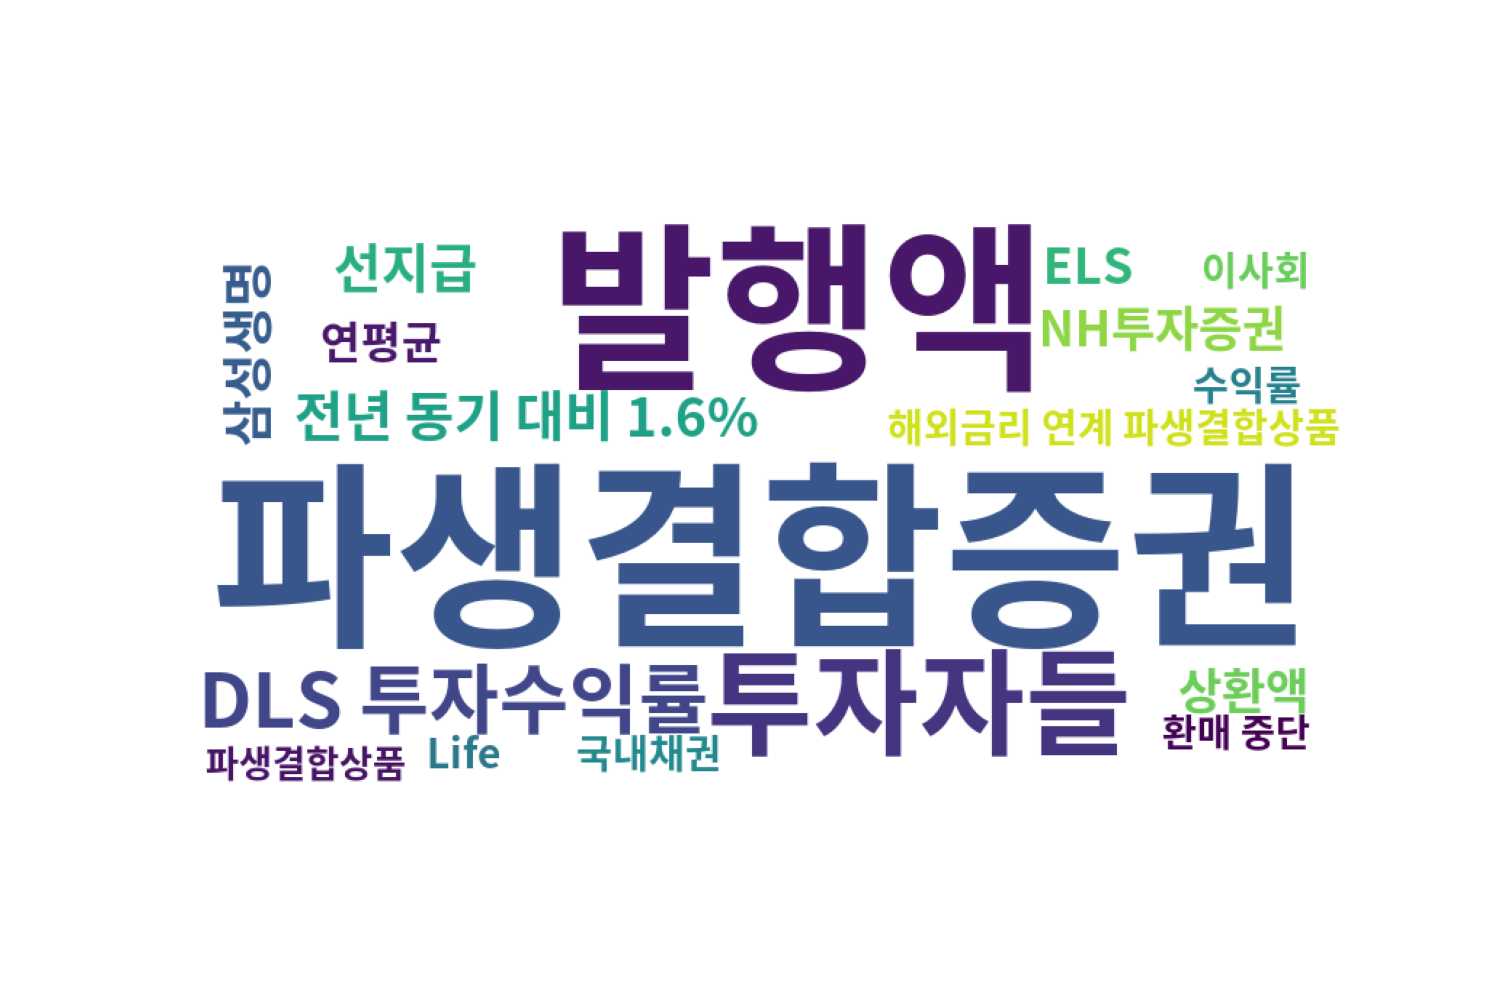 발행액
선지급
ELS
이사회
삼성생명
연평균
NH투자증권
수익률
전년 동기 대비 1.6%
해외금리 연계 파생결합상품
파생결합증권
DLS 투자수익률
투자자들
상환액
환매 중단
파생결합상품
Life
국내채권